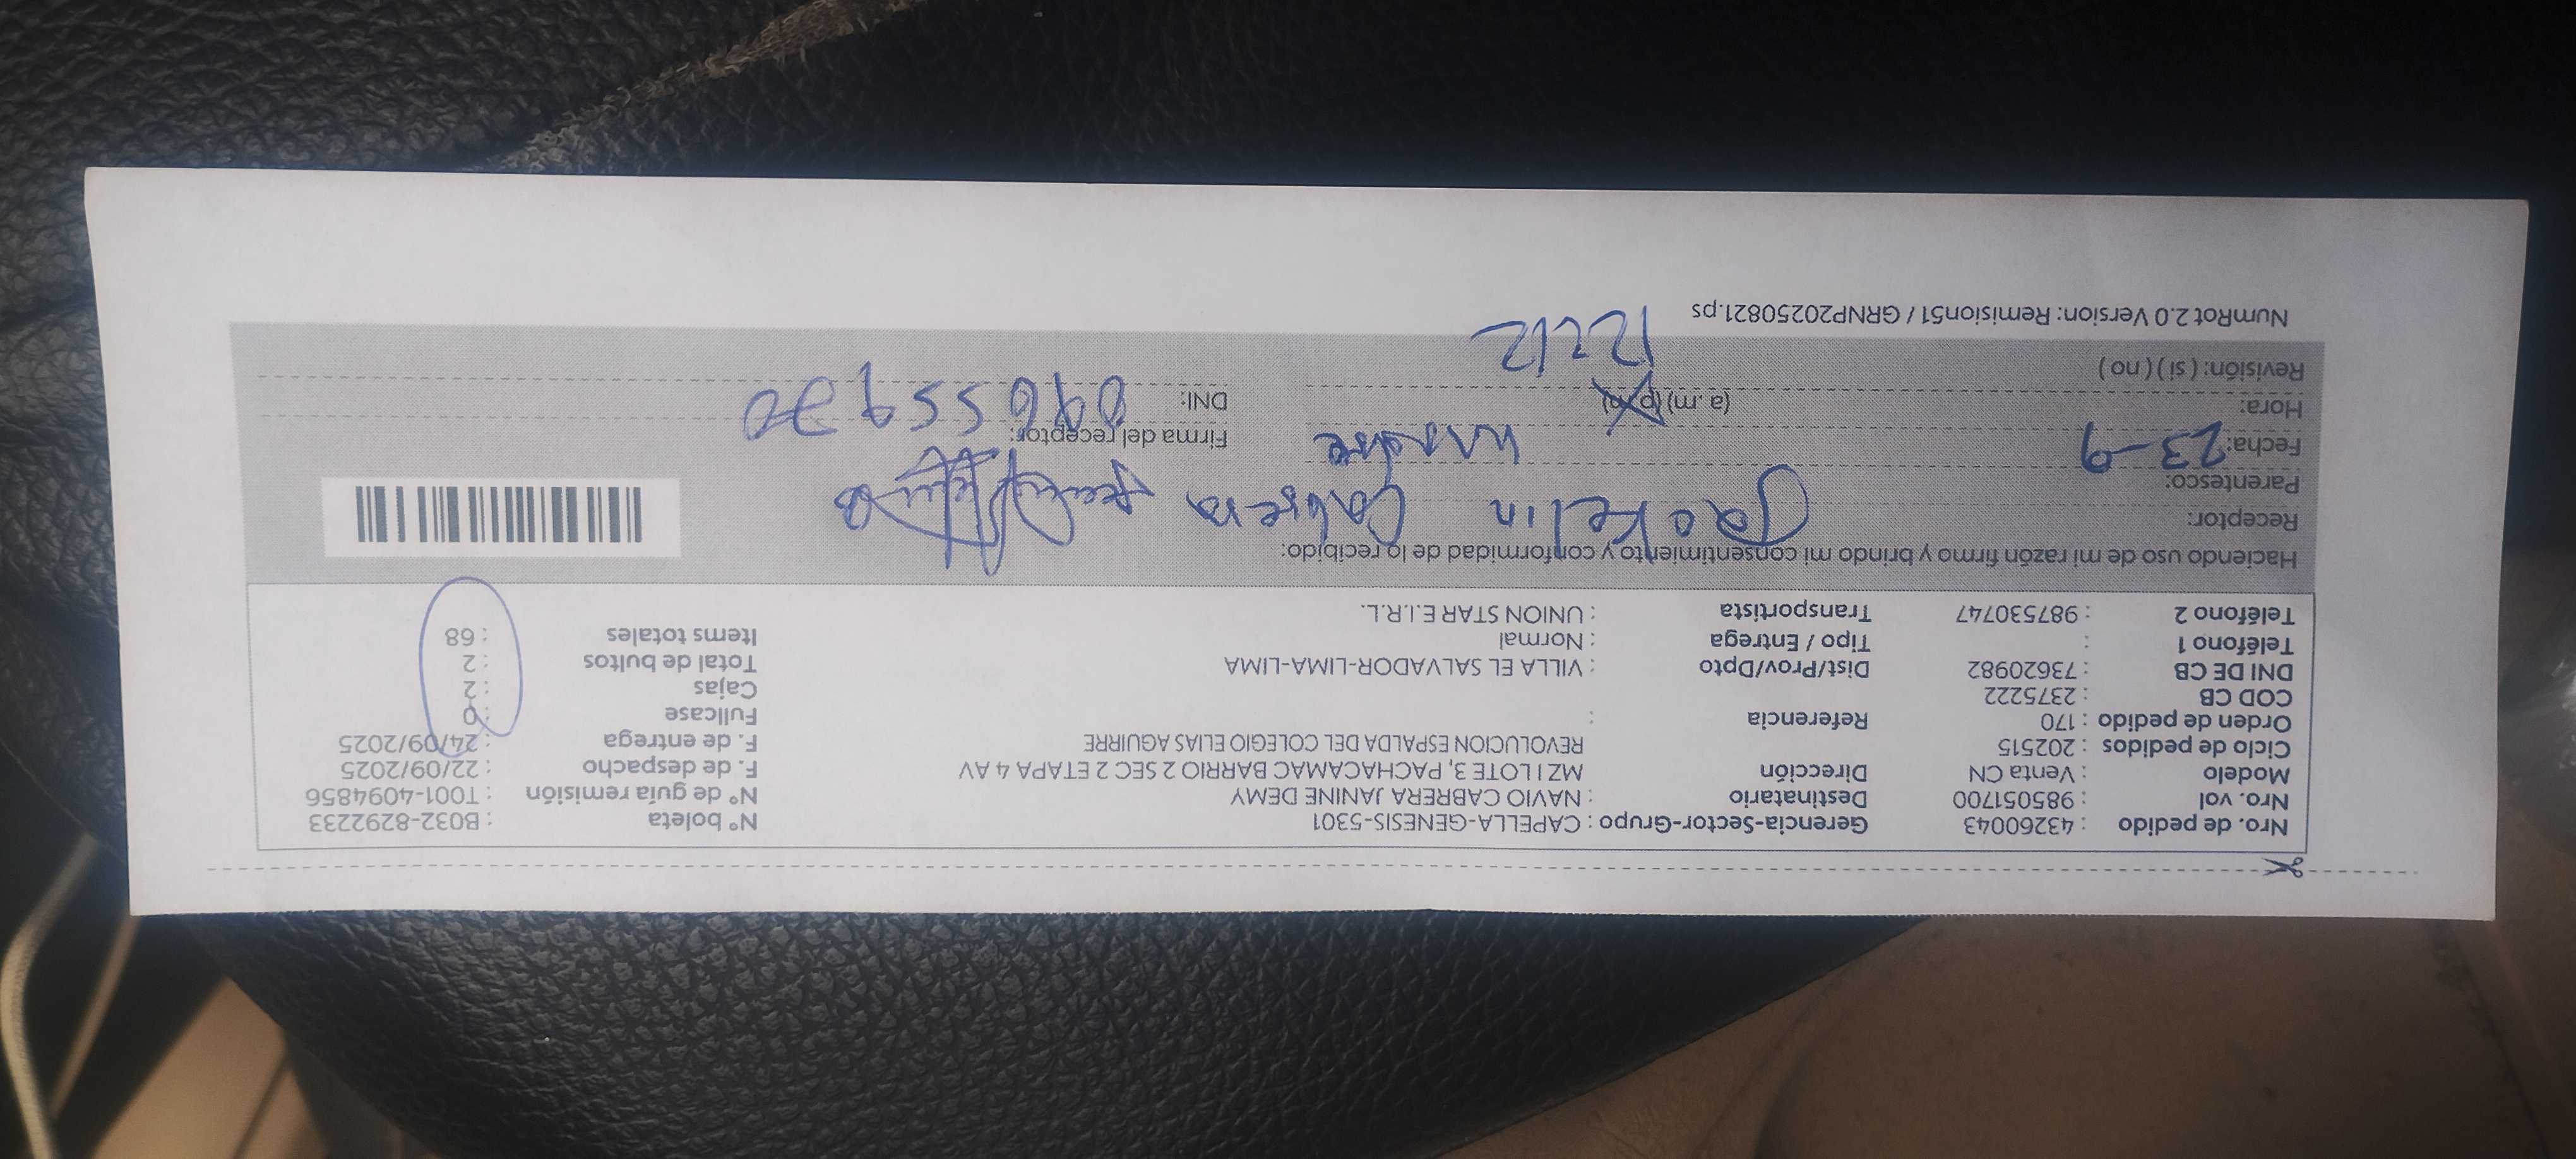 Nro. de pedido : 43260043 Gerencia-Sector-Grupo : CAPELLA-GENESIS-5301 N° boleta : B032-8292233
Nro. val : 985051700 Destinatario : NAVIO CABRERA JANINE DEMY N° de guía remisión : T001-4094856
Modelo : Venta CN Dirección MZ I LOTE 3, PACHACAMAC BARRIO 2 SEC 2 ETAPA 4 AV F. de despacho : 22/09/2025
Ciclo de pedidos : 202515 REVOLUCION ESPALDA DEL COLEGIO ELIAS AGUIRRE F. de entrega : 24/09/2025
Orden de pedido : 170 Referencia : Fullcase : 0
COD CB : 2375222 Cajas : 2
DNI DE CB : 73620982 Dist/Prov/Dpto : VILLA EL SALVADOR-LIMA-LIMA Total de bultos : 2
Teléfono 1 : Tipo / Entrega : Normal Items totales : 68
Teléfono 2 : 987530747 Transportista : UNION STAR E.I.R.L.
Haciendo uso de mi razón firmo y brindo mi consentimiento y conformidad de lo recibido:
Receptor: Jackelin Cabrera
Parentesco:
Fecha: 23-9 Firma del receptor:
Hora: (a.m) (p.m) DNI: 09655970
Revisión: ( si ) ( no ) 12:12
NumRot 2.0 Version: Remision51 / GRNP20250821.ps